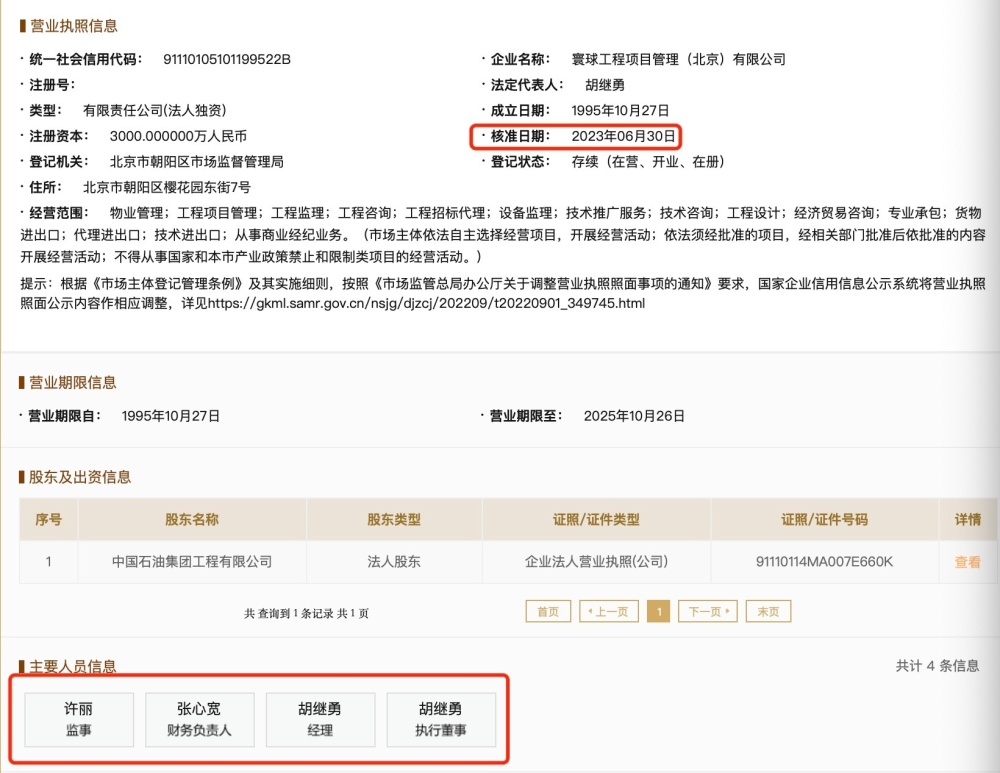 营业执照信息
· 统一社会信用代码： 91110105101199522B
· 企业名称： 寰球工程项目管理（北京）有限公司
· 注册号：
· 法定代表人： 胡继勇
· 类型： 有限责任公司(法人独资)
· 成立日期： 1995年10月27日
· 注册资本： 3000.000000万人民币
· 核准日期： 2023年06月30日
· 登记机关： 北京市朝阳区市场监督管理局
· 登记状态： 存续（在营、开业、在册）
· 住所： 北京市朝阳区樱花园东街7号
· 经营范围： 物业管理；工程项目管理；工程监理；工程咨询；工程招标代理；设备监理；技术推广服务；技术咨询；工程设计；经济贸易咨询；专业承包；货物
进出口；代理进出口；技术进出口；从事商业经纪业务。（市场主体依法自主选择经营项目，开展经营活动；依法须经批准的项目，经相关部门批准后依批准的内容
开展经营活动；不得从事国家和本市产业政策禁止和限制类项目的经营活动。）
提示：根据《市场主体登记管理条例》及其实施细则，按照《市场监管总局办公厅关于调整营业执照照面事项的通知》要求，国家企业信用信息公示系统将营业执照
照面公示内容作相应调整，详见https://gkml.samr.gov.cn/nsjg/djzcj/202209/t20220901_349745.html
营业期限信息
· 营业期限自： 1995年10月27日
· 营业期限至： 2025年10月26日
股东及出资信息
序号 股东名称 股东类型 证照/证件类型 证照/证件号码 详情
1 中国石油集团工程有限公司 法人股东 企业法人营业执照(公司) 91110114MA007E660K 查看
共 查询到 1 条记录 共 1 页
首页 上一页 1 下一页 末页
主要人员信息
共计 4 条信息
许丽
监事
张心宽
财务负责人
胡继勇
经理
胡继勇
执行董事